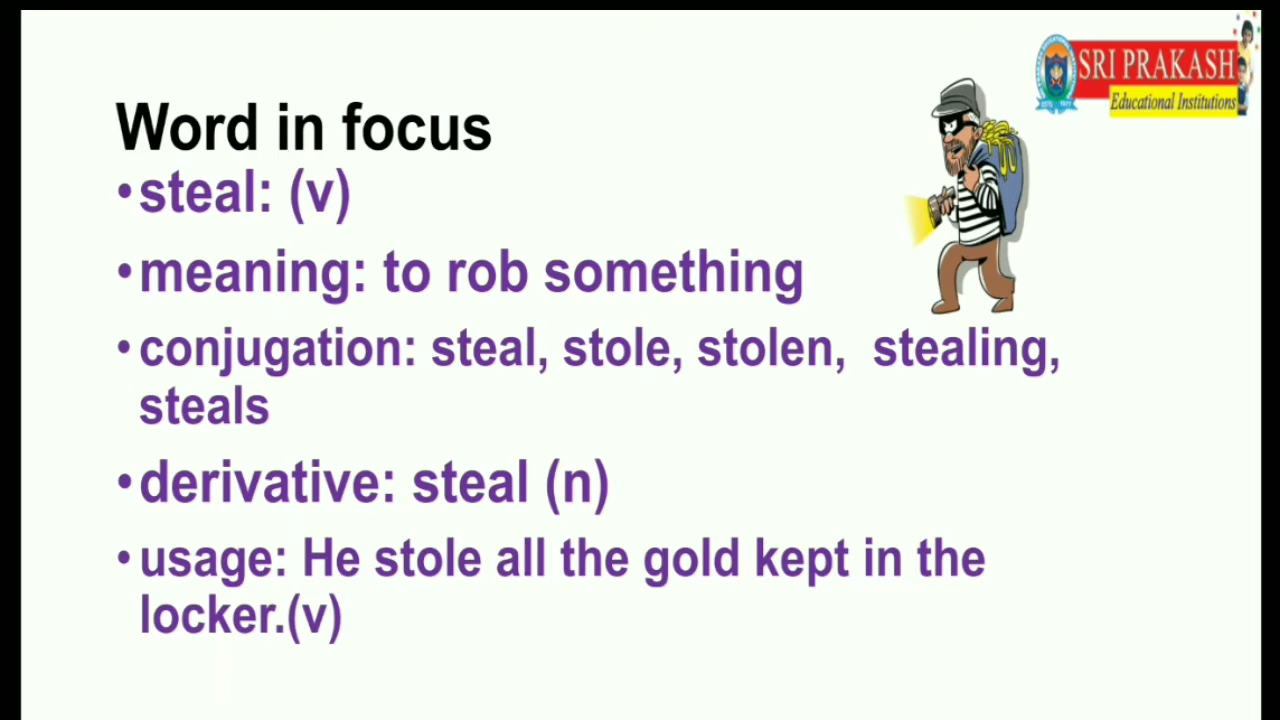 SRI PRAKASH
Educational Institutions
Word in focus
•steal: (v)
•meaning: to rob something
•conjugation: steal, stole, stolen,  stealing,
steals
•derivative: steal (n)
•usage: He stole all the gold kept in the
locker.(v)